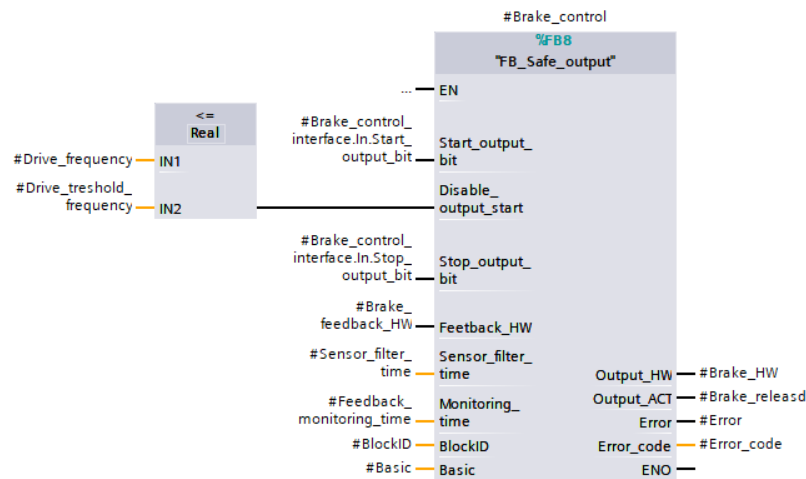 #Brake_control
%FB8
"FB_Safe_output"
... EN
<=
Real
#Drive_frequency IN1
#Drive_treshold_
frequency IN2
#Brake_control_
interface.In.Start_
output_bit
Start_output_
bit
Disable_
output_start
#Brake_control_
interface.In.Stop_
output_bit
Stop_output_
bit
#Brake_
feedback_HW
Feetback_HW
#Sensor_filter_
time
Sensor_filter_
time
Output_HW #Brake_HW
Output_ACT #Brake_releasd
#Feedback_
monitoring_time
Monitoring_
time
Error #Error
#BlockID BlockID
Error_code #Error_code
#Basic Basic
ENO